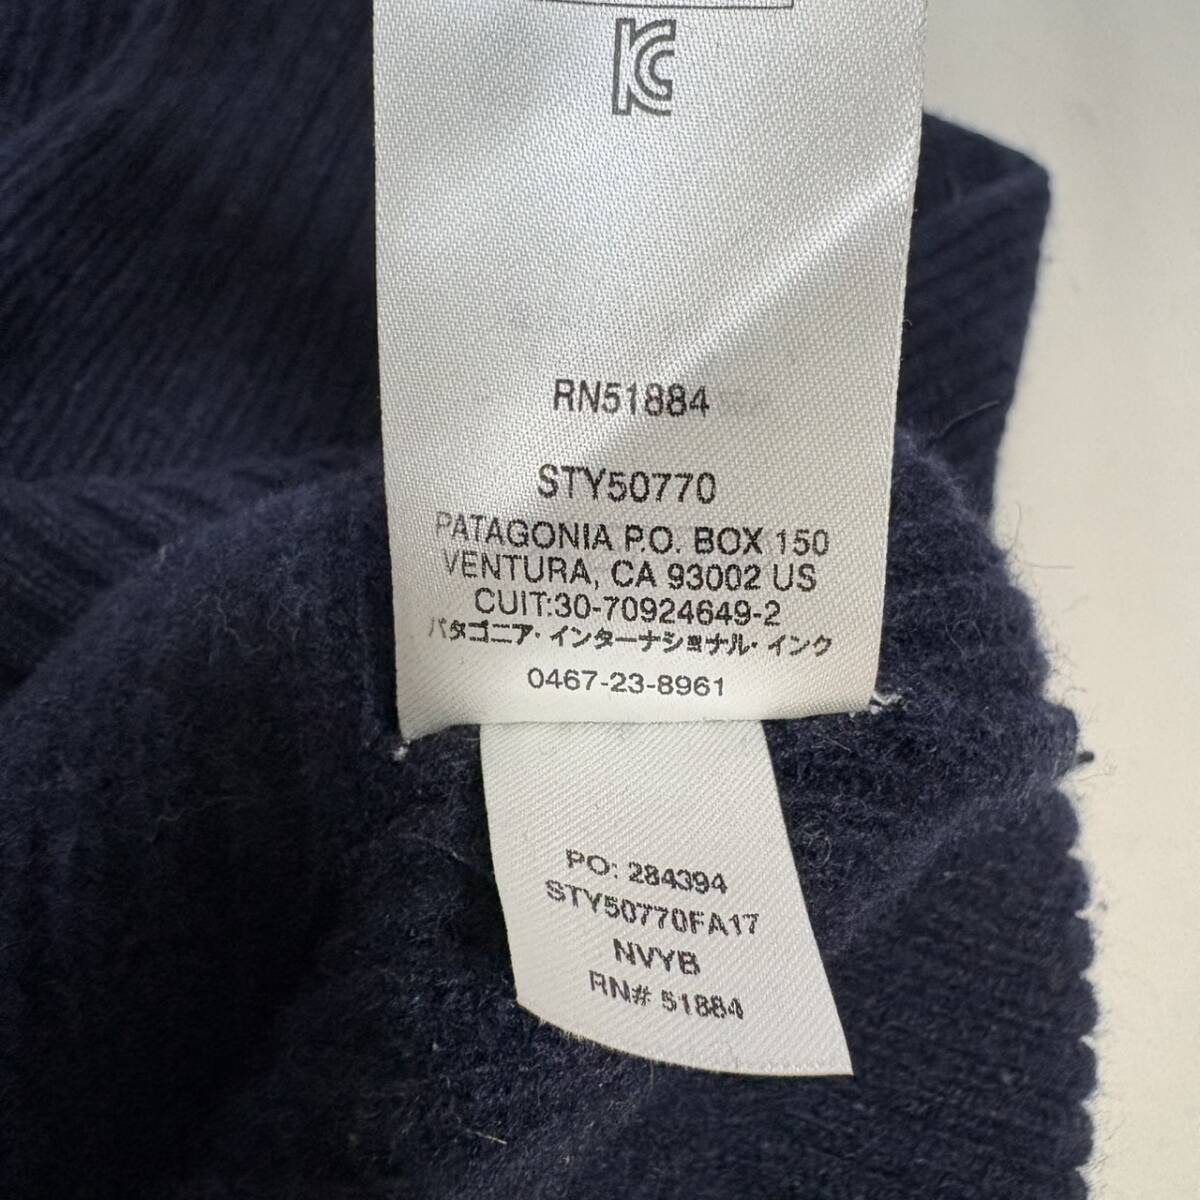 KC
RN51884
STY50770
PATAGONIA P.O. BOX 150
VENTURA, CA 93002 US
CUIT:30-70924649-2
パタゴニア・インターナショナル・インク
0467-23-8961
PO: 284394
STY50770FA17
NVYB
RN# 51884